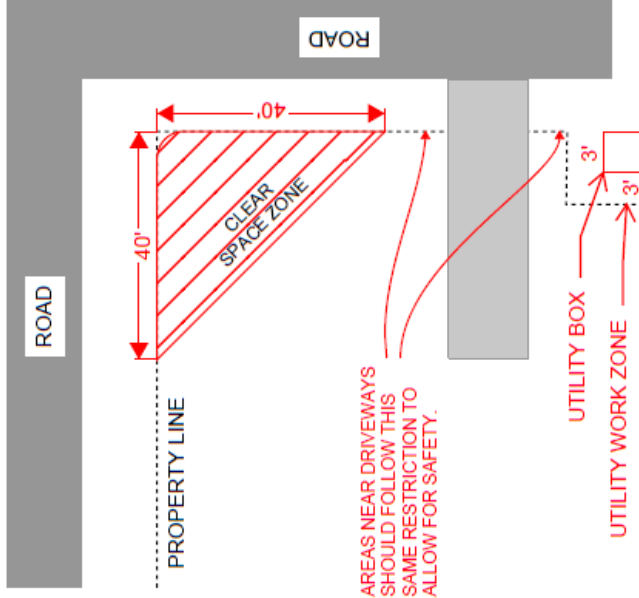 ROAD
ROAD
40'
40'
CLEAR
SPACE ZONE
PROPERTY LINE
AREAS NEAR DRIVEWAYS
SHOULD FOLLOW THIS
SAME RESTRICTION TO
ALLOW FOR SAFETY.
3'
3'
UTILITY BOX
UTILITY WORK ZONE